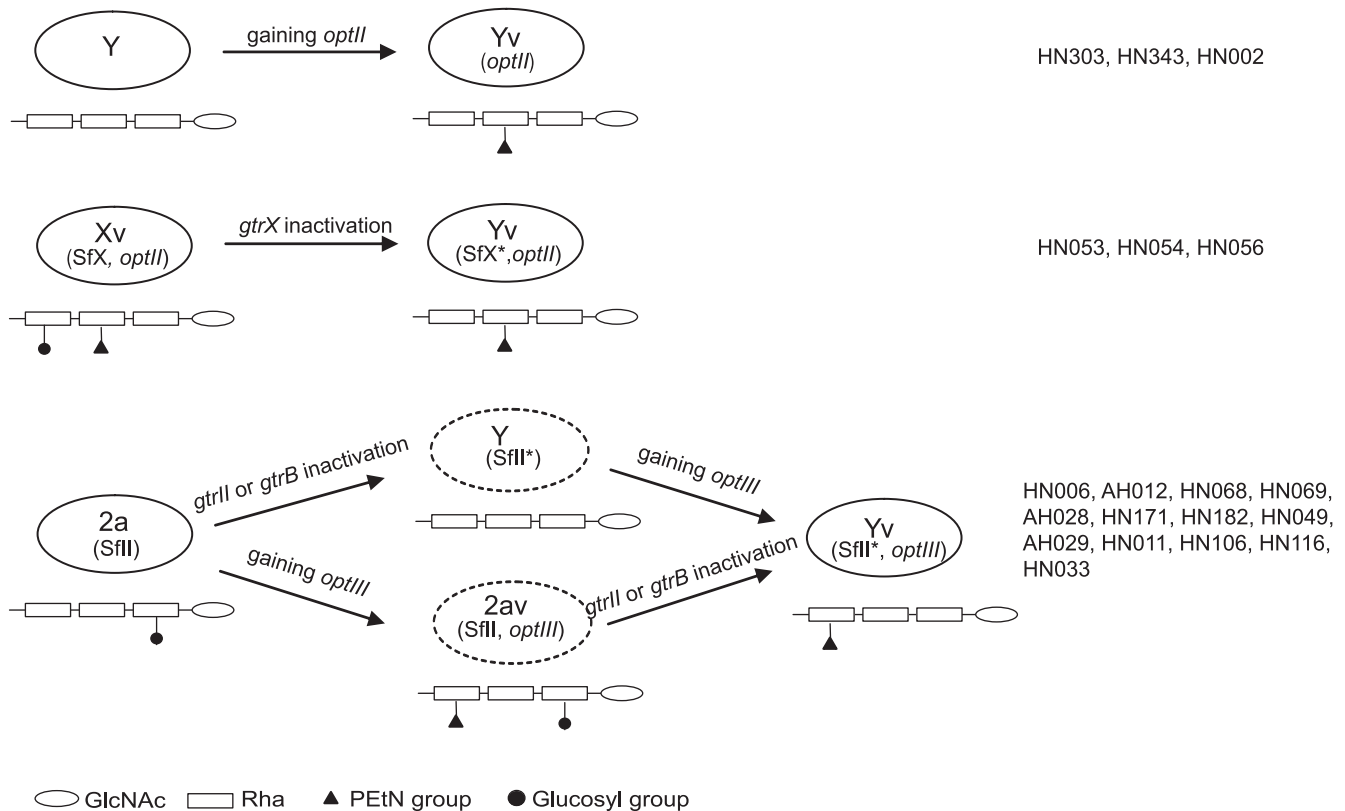 Y
gaining optII
Yv
(optII)
HN303, HN343, HN002
Xv
(SfX, optII)
gtrX inactivation
Yv
(SfX*,optII)
HN053, HN054, HN056
2a
(SfII)
gtrII or gtrB inactivation
Y
(SfII*)
gaining optIII
gaining optIII
2av
(SfII, optIII)
gtrII or gtrB inactivation
Yv
(SfII*, optIII)
HN006, AH012, HN068, HN069,
AH028, HN171, HN182, HN049,
AH029, HN011, HN106, HN116,
HN033
GlcNAc
Rha
PEtN group
Glucosyl group